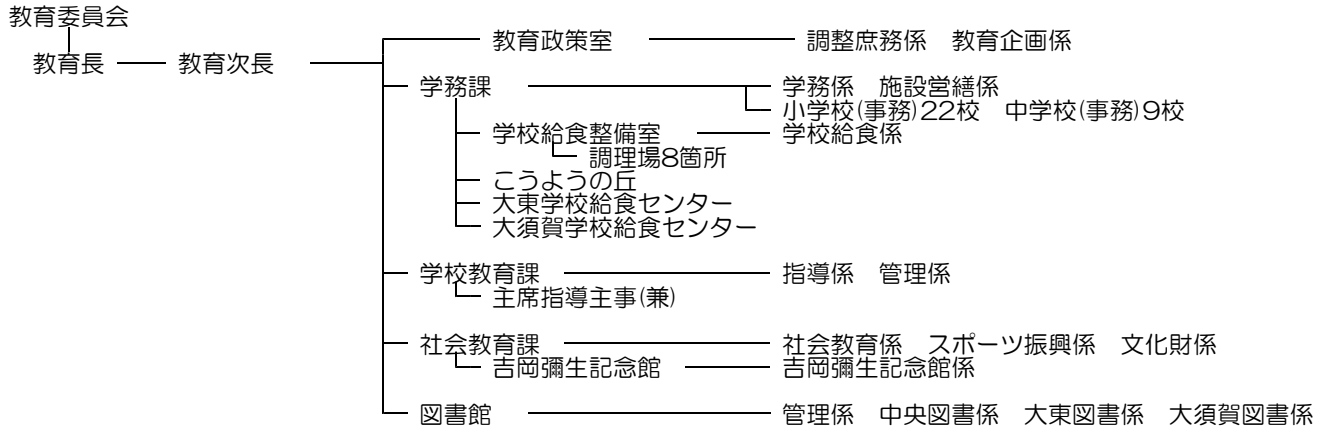 教育委員会
教育政策室 調整庶務係 教育企画係
教育長 教育次長
学務課 学務係 施設営繕係
小学校(事務)22校 中学校(事務)9校
学校給食整備室 学校給食係
調理場8箇所
こうようの丘
大東学校給食センター
大須賀学校給食センター
学校教育課 指導係 管理係
主席指導主事(兼)
社会教育課 社会教育係 スポーツ振興係 文化財係
吉岡彌生記念館 吉岡彌生記念館係
図書館 管理係 中央図書係 大東図書係 大須賀図書係